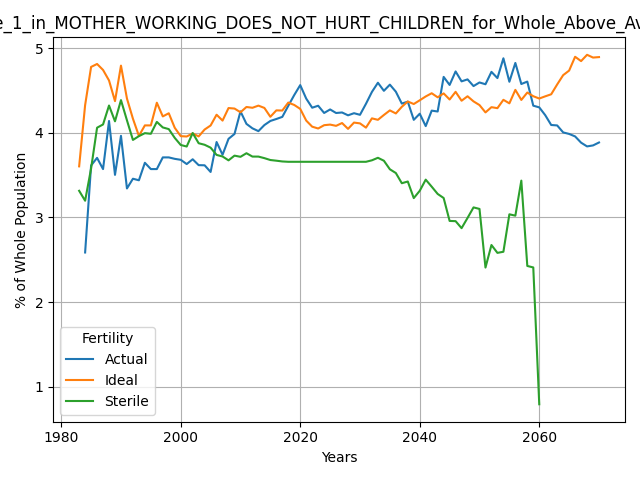 e_1_in_MOTHER_WORKING_DOES_NOT_HURT_CHILDREN_for_Whole_Above_Av
5
4
3
2
1
% of Whole Population
Fertility
Actual
Ideal
Sterile
1980 2000 2020 2040 2060
Years